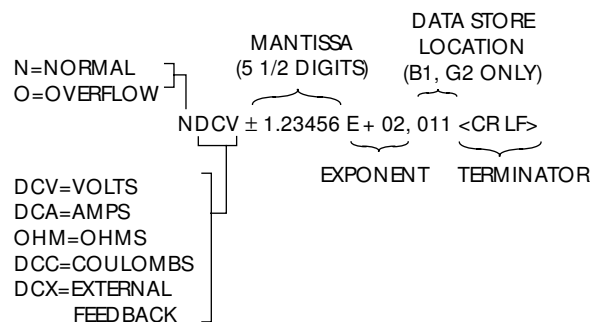 DATA STORE
LOCATION
(B1, G2 ONLY)
MANTISSA
(5 1/2 DIGITS)
N=NORMAL
O=OVERFLOW
NDCV ± 1.23456 E + 02, 011 <CR LF>
EXPONENT TERMINATOR
DCV=VOLTS
DCA=AMPS
OHM=OHMS
DCC=COULOMBS
DCX=EXTERNAL
FEEDBACK